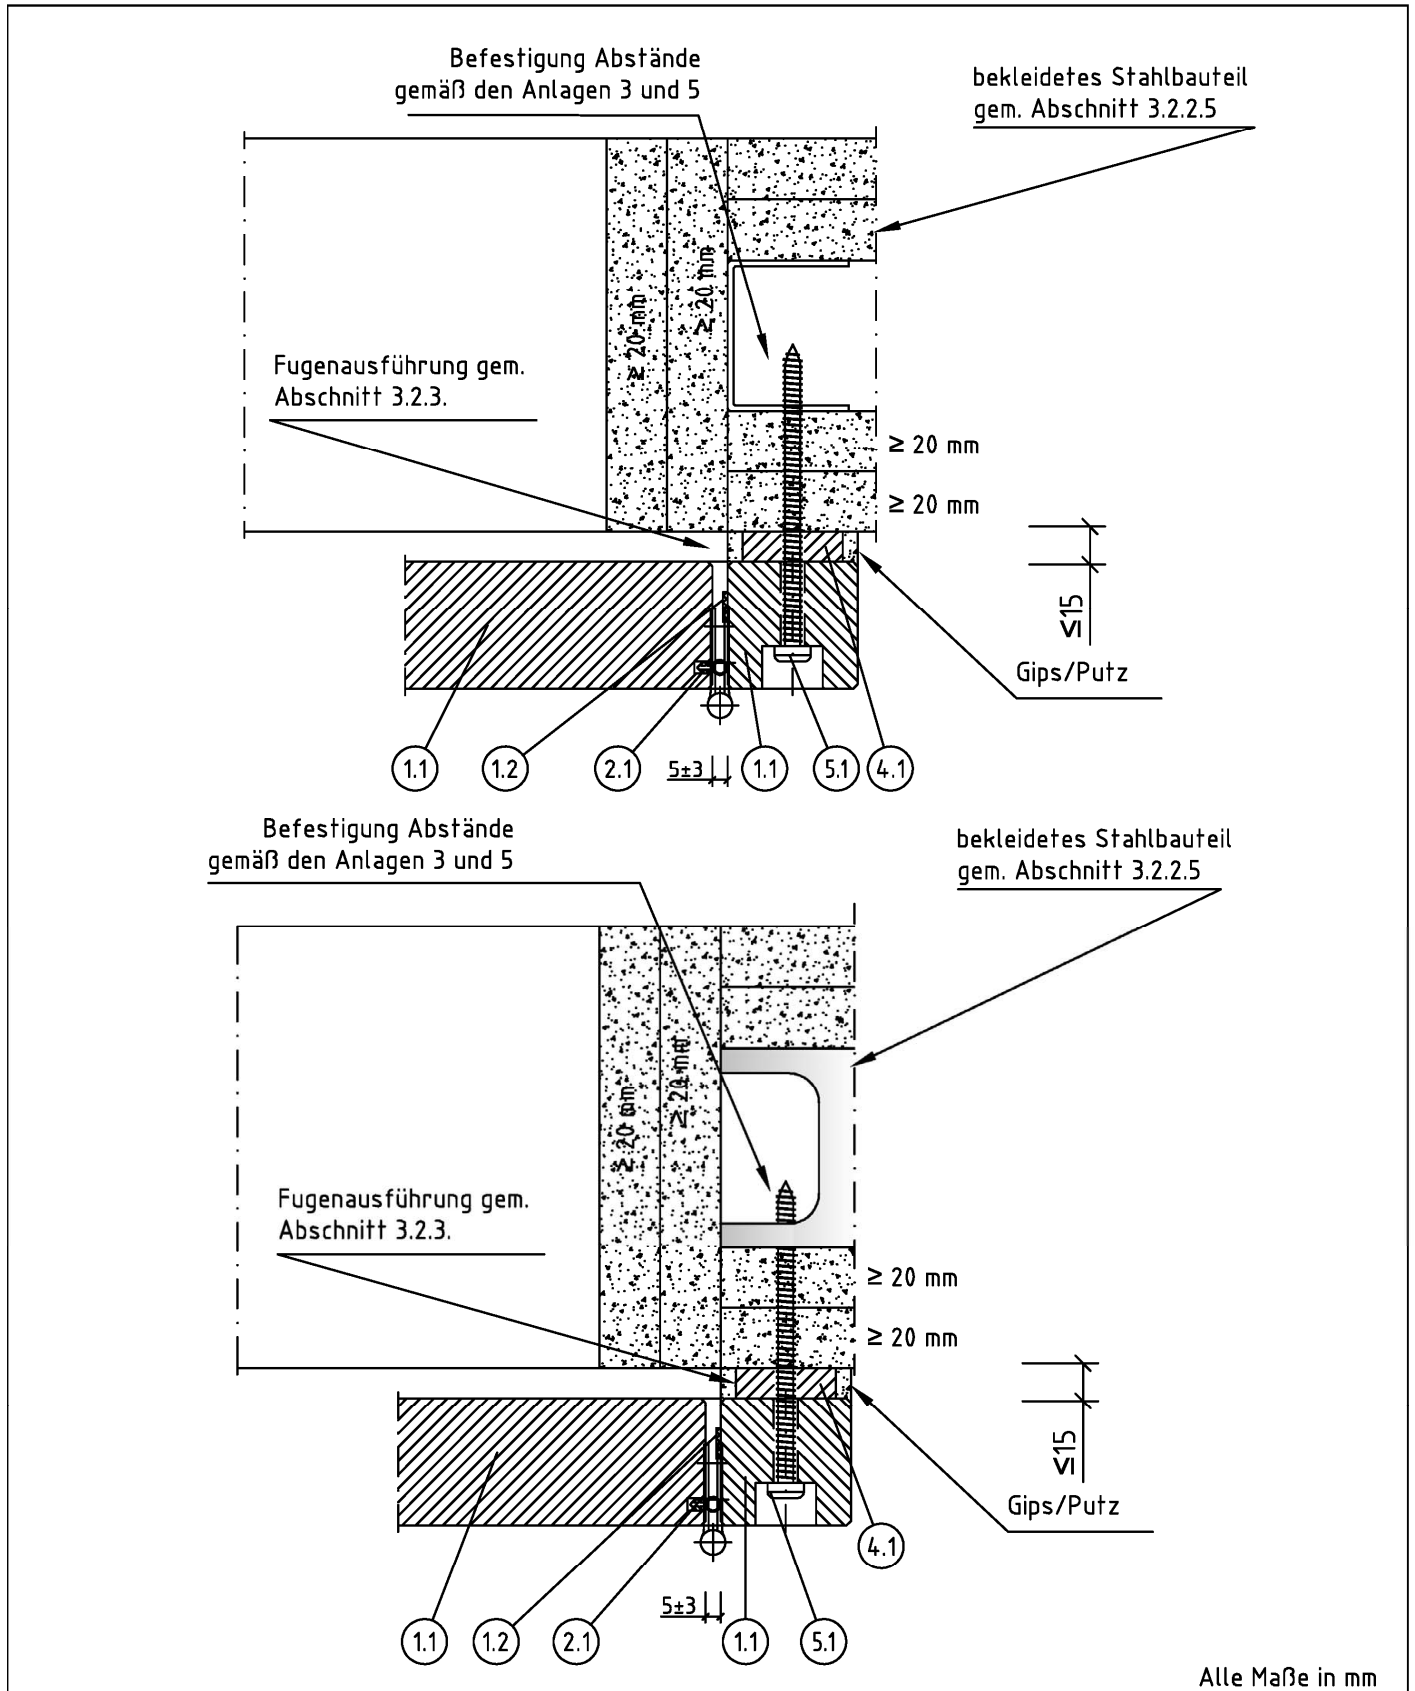 Befestigung Abstände
gemäß den Anlagen 3 und 5
bekleidetes Stahlbauteil
gem. Abschnitt 3.2.2.5
≥ 20 mm
≥ 20 mm
Fugenausführung gem.
Abschnitt 3.2.3.
≥ 20 mm
≥ 20 mm
≤15
Gips/Putz
1.1
1.2
2.1
5±3
1.1
5.1
4.1
Befestigung Abstände
gemäß den Anlagen 3 und 5
bekleidetes Stahlbauteil
gem. Abschnitt 3.2.2.5
≥ 20 mm
≥ 20 mm
Fugenausführung gem.
Abschnitt 3.2.3.
≥ 20 mm
≥ 20 mm
≤15
Gips/Putz
4.1
5±3
1.1
1.2
2.1
1.1
5.1
Alle Maße in mm